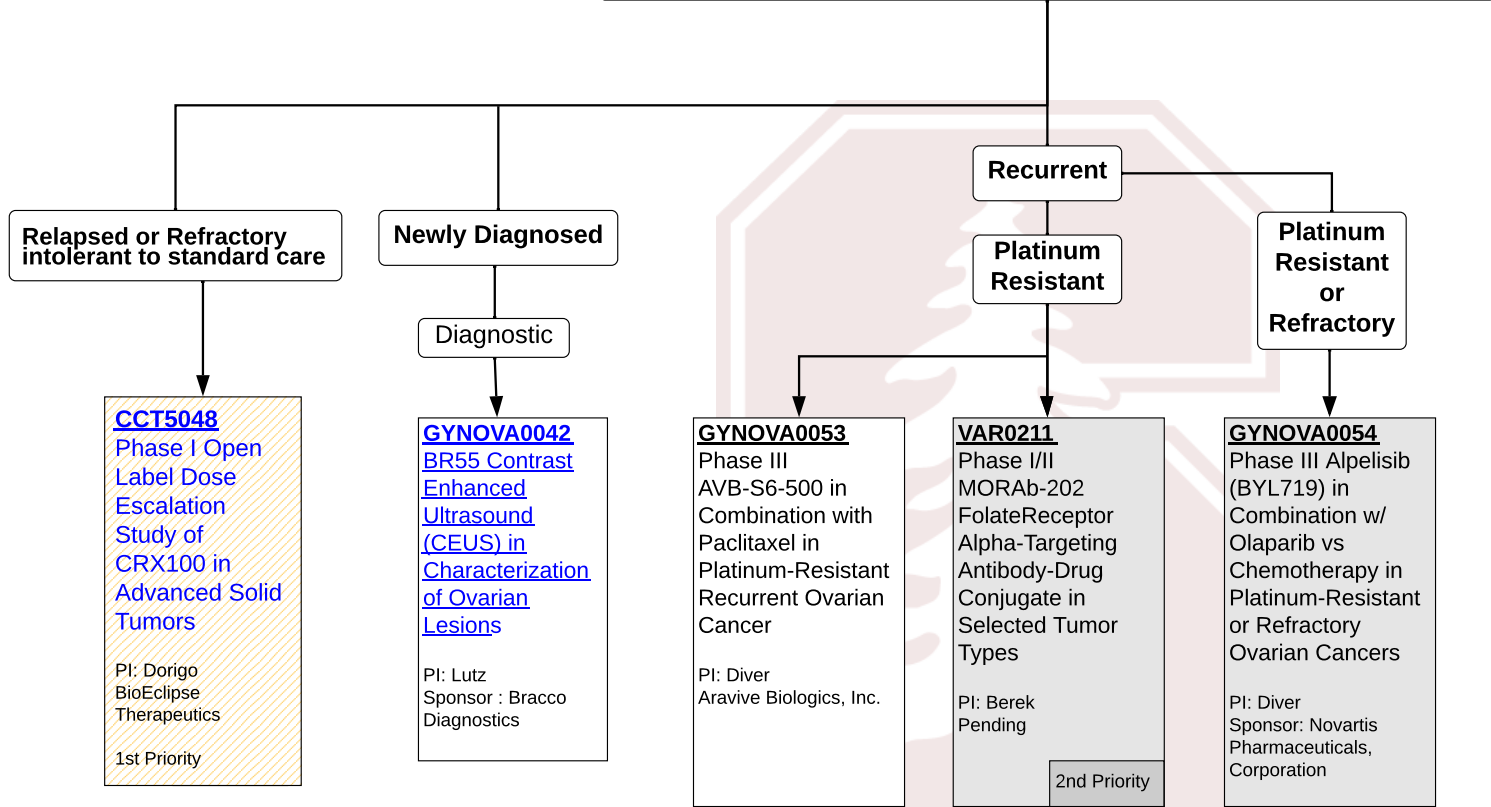 Recurrent
Relapsed or Refractory
intolerant to standard care
Newly Diagnosed
Platinum
Resistant
Platinum
Resistant
or
Refractory
Diagnostic
CCT5048
Phase I Open
Label Dose
Escalation
Study of
CRX100 in
Advanced Solid
Tumors
PI: Dorigo
BioEclipse
Therapeutics
1st Priority
GYNOVA0042
BR55 Contrast
Enhanced
Ultrasound
(CEUS) in
Characterization
of Ovarian
Lesions
PI: Lutz
Sponsor : Bracco
Diagnostics
GYNOVA0053
Phase III
AVB-S6-500 in
Combination with
Paclitaxel in
Platinum-Resistant
Recurrent Ovarian
Cancer
PI: Diver
Aravive Biologics, Inc.
VAR0211
Phase I/II
MORAb-202
FolateReceptor
Alpha-Targeting
Antibody-Drug
Conjugate in
Selected Tumor
Types
PI: Berek
Pending
2nd Priority
GYNOVA0054
Phase III Alpelisib
(BYL719) in
Combination w/
Olaparib vs
Chemotherapy in
Platinum-Resistant
or Refractory
Ovarian Cancers
PI: Diver
Sponsor: Novartis
Pharmaceuticals,
Corporation